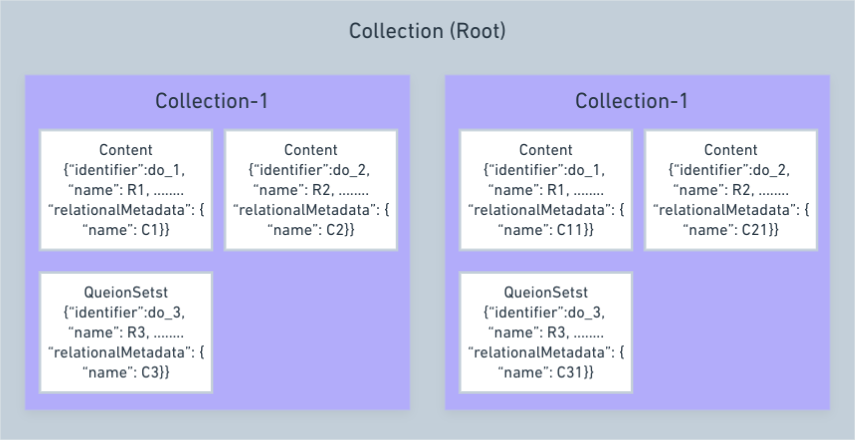 Collection (Root)
Collection-1
Content
{“identifier”:do_1,
“name”: R1, ........
“relationalMetadata”: {
“name”: C1}}
Content
{“identifier”:do_2,
“name”: R2, ........
“relationalMetadata”: {
“name”: C2}}
QueionSetst
{“identifier”:do_3,
“name”: R3, ........
“relationalMetadata”: {
“name”: C3}}
Collection-1
Content
{“identifier”:do_1,
“name”: R1, ........
“relationalMetadata”: {
“name”: C11}}
Content
{“identifier”:do_2,
“name”: R2, ........
“relationalMetadata”: {
“name”: C21}}
QueionSetst
{“identifier”:do_3,
“name”: R3, ........
“relationalMetadata”: {
“name”: C31}}